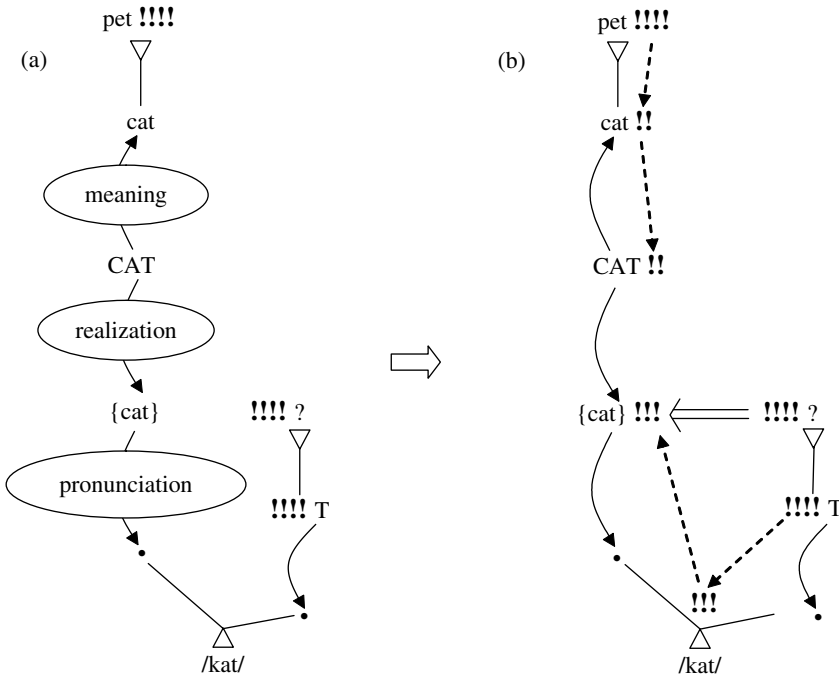 pet !!!!
(a)
cat
meaning
CAT
realization
{cat}
!!!! ?
pronunciation
!!!! T
/kat/
pet !!!!
(b)
cat !!
CAT !!
{cat} !!!
!!!! ?
!!!! T
!!!
/kat/